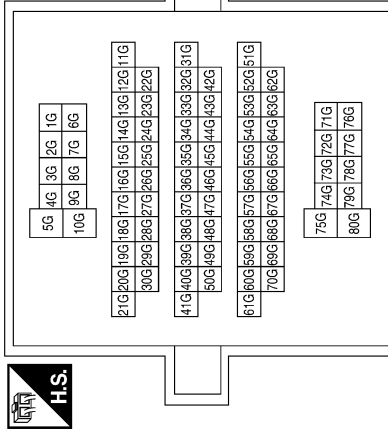 H.S.
5G 4G 3G 2G 1G
10G 9G 8G 7G 6G
21G 20G 19G 18G 17G 16G 15G 14G 13G 12G 11G
30G 29G 28G 27G 26G 25G 24G 23G 22G
41G 40G 39G 38G 37G 36G 35G 34G 33G 32G 31G
50G 49G 48G 47G 46G 45G 44G 43G 42G
61G 60G 59G 58G 57G 56G 55G 54G 53G 52G 51G
70G 69G 68G 67G 66G 65G 64G 63G 62G
75G 74G 73G 72G 71G
80G 79G 78G 77G 76G